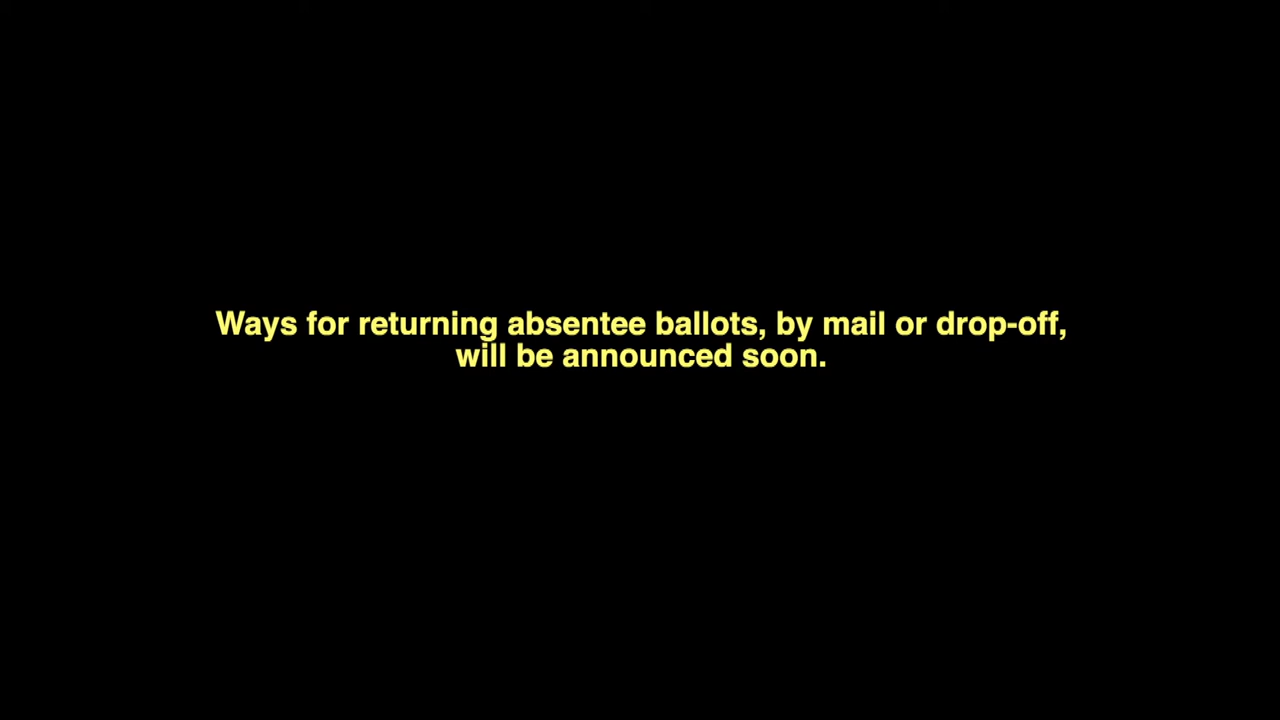 Ways for returning absentee ballots, by mail or drop-off,
will be announced soon.